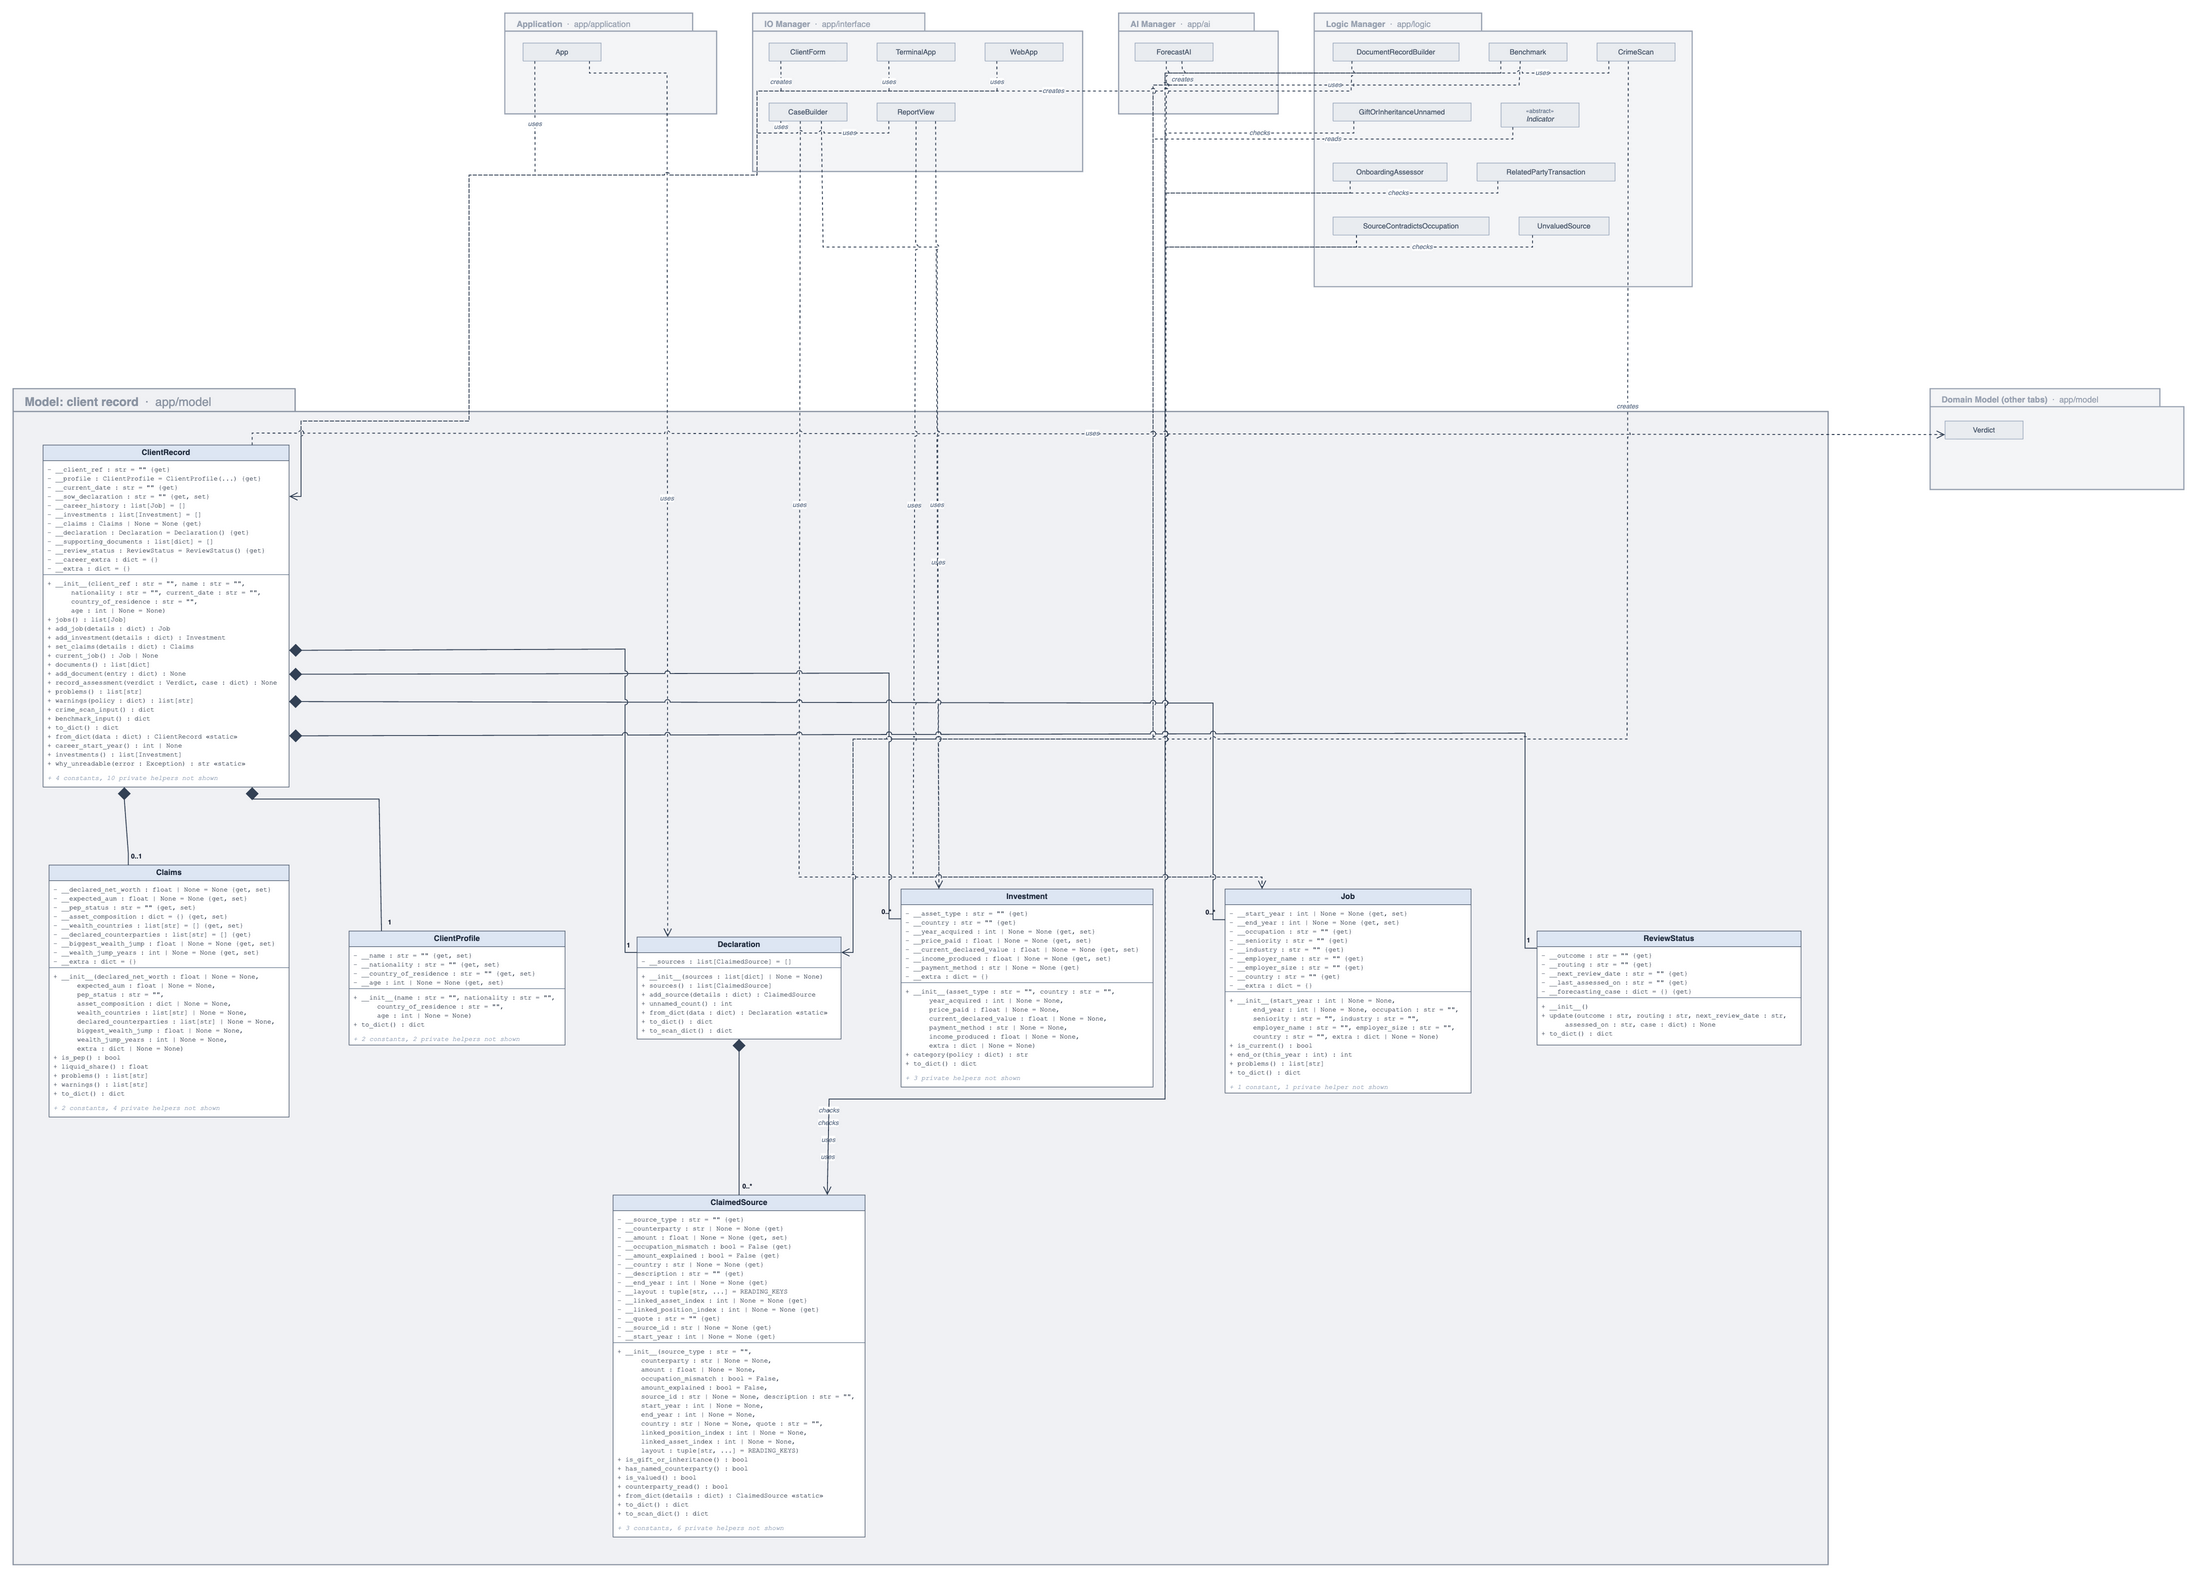 Application · app/application
App
IO Manager · app/interface
ClientForm
TerminalApp
WebApp
CaseBuilder
ReportView
AI Manager · app/ai
ForecastAI
Logic Manager · app/logic
DocumentRecordBuilder
Benchmark
CrimeScan
GiftOrInheritanceUnnamed
«abstract»
Indicator
OnboardingAssessor
RelatedPartyTransaction
SourceContradictsOccupation
UnvaluedSource
creates
uses
uses
creates
creates
uses
uses
uses
uses
uses
checks
reads
checks
checks
creates
Model: client record · app/model
Domain Model (other tabs) · app/model
Verdict
uses
uses
uses
uses
uses
uses
ClientRecord
− __client_ref : str = "" (get)
− __profile : ClientProfile = ClientProfile(...) (get)
− __current_date : str = "" (get)
− __sow_declaration : str = "" (get, set)
− __career_history : list[Job] = []
− __investments : list[Investment] = []
− __claims : Claims | None = None (get)
− __declaration : Declaration = Declaration() (get)
− __supporting_documents : list[dict] = []
− __review_status : ReviewStatus = ReviewStatus() (get)
− __career_extra : dict = {}
− __extra : dict = {}
+ __init__(client_ref : str = "", name : str = "",
nationality : str = "", current_date : str = "",
country_of_residence : str = "",
age : int | None = None)
+ jobs() : list[Job]
+ add_job(details : dict) : Job
+ add_investment(details : dict) : Investment
+ set_claims(details : dict) : Claims
+ current_job() : Job | None
+ documents() : list[dict]
+ add_document(entry : dict) : None
+ record_assessment(verdict : Verdict, case : dict) : None
+ problems() : list[str]
+ warnings(policy : dict) : list[str]
+ crime_scan_input() : dict
+ benchmark_input() : dict
+ to_dict() : dict
+ from_dict(data : dict) : ClientRecord «static»
+ career_start_year() : int | None
+ investments() : list[Investment]
+ why_unreadable(error : Exception) : str «static»
+ 4 constants, 10 private helpers not shown
0..1
1
1
0..*
0..*
1
Claims
− __declared_net_worth : float | None = None (get, set)
− __expected_aum : float | None = None (get, set)
− __pep_status : str = "" (get, set)
− __asset_composition : dict = {} (get, set)
− __wealth_countries : list[str] = [] (get, set)
− __declared_counterparties : list[str] = [] (get)
− __biggest_wealth_jump : float | None = None (get, set)
− __wealth_jump_years : int | None = None (get, set)
− __extra : dict = {}
+ __init__(declared_net_worth : float | None = None,
expected_aum : float | None = None,
pep_status : str = "",
asset_composition : dict | None = None,
wealth_countries : list[str] | None = None,
declared_counterparties : list[str] | None = None,
biggest_wealth_jump : float | None = None,
wealth_jump_years : int | None = None,
extra : dict | None = None)
+ is_pep() : bool
+ liquid_share() : float
+ problems() : list[str]
+ warnings() : list[str]
+ to_dict() : dict
+ 2 constants, 4 private helpers not shown
ClientProfile
− __name : str = "" (get, set)
− __nationality : str = "" (get, set)
− __country_of_residence : str = "" (get, set)
− __age : int | None = None (get, set)
+ __init__(name : str = "", nationality : str = "",
country_of_residence : str = "",
age : int | None = None)
+ to_dict() : dict
+ 2 constants, 2 private helpers not shown
Declaration
− __sources : list[ClaimedSource] = []
+ __init__(sources : list[dict] | None = None)
+ sources() : list[ClaimedSource]
+ add_source(details : dict) : ClaimedSource
+ unnamed_count() : int
+ from_dict(data : dict) : Declaration «static»
+ to_dict() : dict
+ to_scan_dict() : dict
Investment
− __asset_type : str = "" (get)
− __country : str = "" (get)
− __year_acquired : int | None = None (get, set)
− __price_paid : float | None = None (get, set)
− __current_declared_value : float | None = None (get, set)
− __income_produced : float | None = None (get, set)
− __payment_method : str | None = None (get)
− __extra : dict = {}
+ __init__(asset_type : str = "", country : str = "",
year_acquired : int | None = None,
price_paid : float | None = None,
current_declared_value : float | None = None,
payment_method : str | None = None,
income_produced : float | None = None,
extra : dict | None = None)
+ category(policy : dict) : str
+ to_dict() : dict
+ 3 private helpers not shown
Job
− __start_year : int | None = None (get, set)
− __end_year : int | None = None (get, set)
− __occupation : str = "" (get)
− __seniority : str = "" (get)
− __industry : str = "" (get)
− __employer_name : str = "" (get)
− __employer_size : str = "" (get)
− __country : str = "" (get)
− __extra : dict = {}
+ __init__(start_year : int | None = None,
end_year : int | None = None, occupation : str = "",
seniority : str = "", industry : str = "",
employer_name : str = "", employer_size : str = "",
country : str = "", extra : dict | None = None)
+ is_current() : bool
+ end_or(this_year : int) : int
+ problems() : list[str]
+ to_dict() : dict
+ 1 constant, 1 private helper not shown
ReviewStatus
− __outcome : str = "" (get)
− __routing : str = "" (get)
− __next_review_date : str = "" (get)
− __last_assessed_on : str = "" (get)
− __forecasting_case : dict = {} (get)
+ __init__()
+ update(outcome : str, routing : str, next_review_date : str,
assessed_on : str, case : dict) : None
+ to_dict() : dict
checks
checks
uses
uses
0..*
ClaimedSource
− __source_type : str = "" (get)
− __counterparty : str | None = None (get)
− __amount : float | None = None (get, set)
− __occupation_mismatch : bool = False (get)
− __amount_explained : bool = False (get)
− __country : str | None = None (get)
− __description : str = "" (get)
− __end_year : int | None = None (get)
− __layout : tuple[str, ...] = READING_KEYS
− __linked_asset_index : int | None = None (get)
− __linked_position_index : int | None = None (get)
− __quote : str = "" (get)
− __source_id : str | None = None (get)
− __start_year : int | None = None (get)
+ __init__(source_type : str = "",
counterparty : str | None = None,
amount : float | None = None,
occupation_mismatch : bool = False,
amount_explained : bool = False,
source_id : str | None = None, description : str = "",
start_year : int | None = None,
end_year : int | None = None,
country : str | None = None, quote : str = "",
linked_position_index : int | None = None,
linked_asset_index : int | None = None,
layout : tuple[str, ...] = READING_KEYS)
+ is_gift_or_inheritance() : bool
+ has_named_counterparty() : bool
+ is_valued() : bool
+ counterparty_read() : bool
+ from_dict(details : dict) : ClaimedSource «static»
+ to_dict() : dict
+ to_scan_dict() : dict
+ 3 constants, 6 private helpers not shown